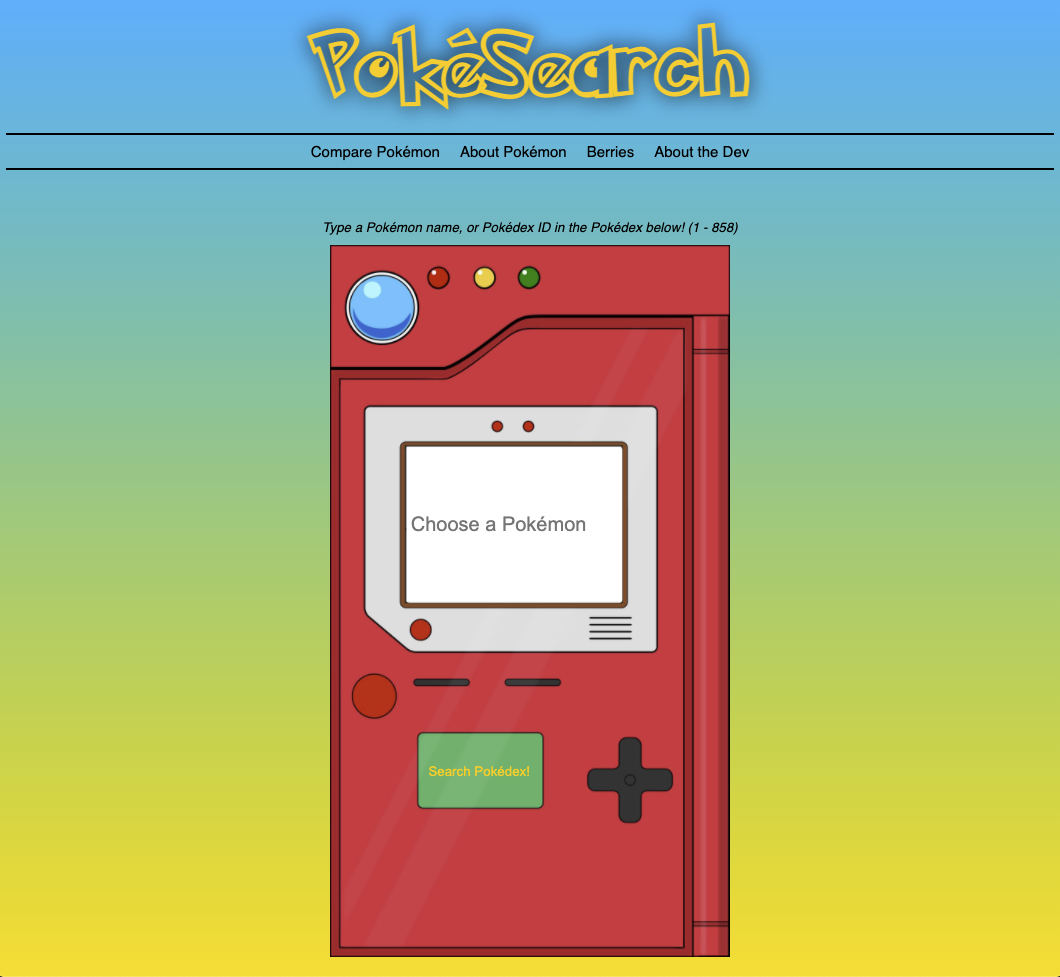 PokéSearch
Compare Pokémon About Pokémon Berries About the Dev
Type a Pokémon name, or Pokédex ID in the Pokédex below! (1 - 858)
Choose a Pokémon
Search Pokédex!